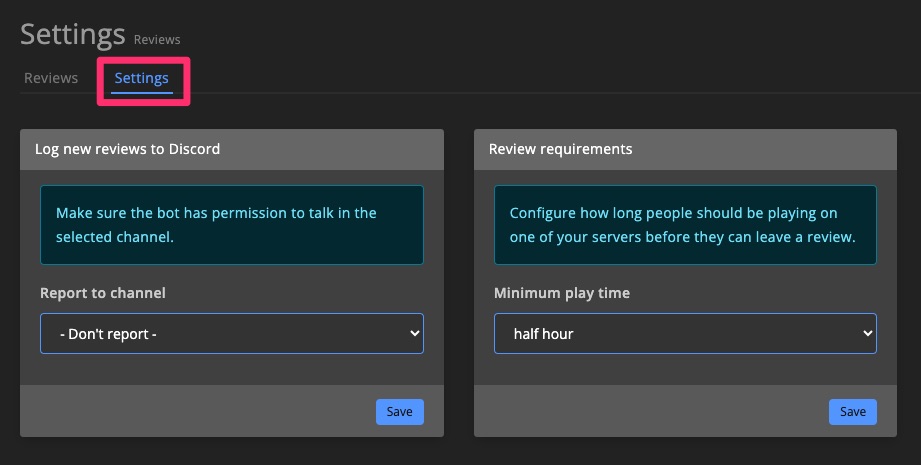 Settings Reviews
Reviews Settings
Log new reviews to Discord
Make sure the bot has permission to talk in the
selected channel.
Report to channel
- Don't report -
Save
Review requirements
Configure how long people should be playing on
one of your servers before they can leave a review.
Minimum play time
half hour
Save